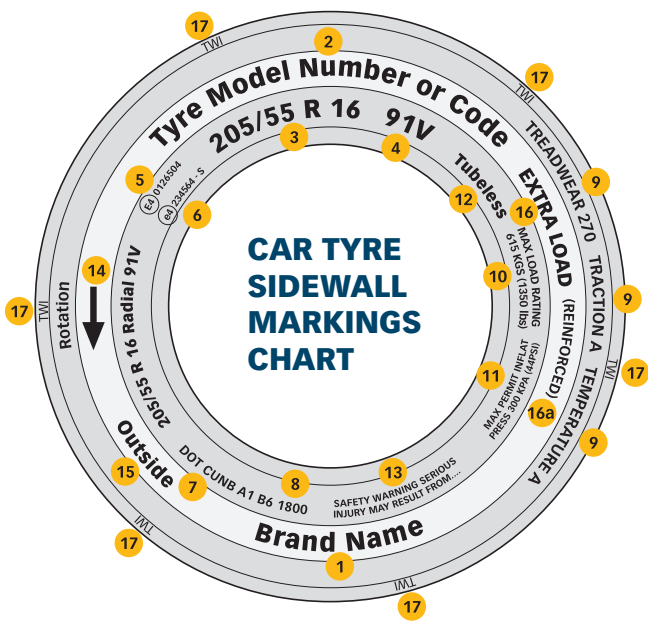 17
TWI
2
17
TWI
Tyre Model Number or Code
205/55 R 16 91V
3
4
5
E4 0126504
e4 234564 - S
6
Tubeless
12
TREADWEAR 270
9
16
EXTRA LOAD (REINFORCED)
16a
MAX LOAD RATING
615 KGS (1350 lbs)
10
TRACTION A
9
TWI
17
TEMPERATURE A
9
CAR TYRE
SIDEWALL
MARKINGS
CHART
14
Rotation
17
TWI
205/55 R 16 Radial 91V
11
MAX PERMIT INFLAT
PRESS 300 KPA (44PSI)
Outside
15
7
DOT CUNB A1 B6 1800
8
13
SAFETY WARNING SERIOUS
INJURY MAY RESULT FROM....
Brand Name
1
TWI
17
TWI
17